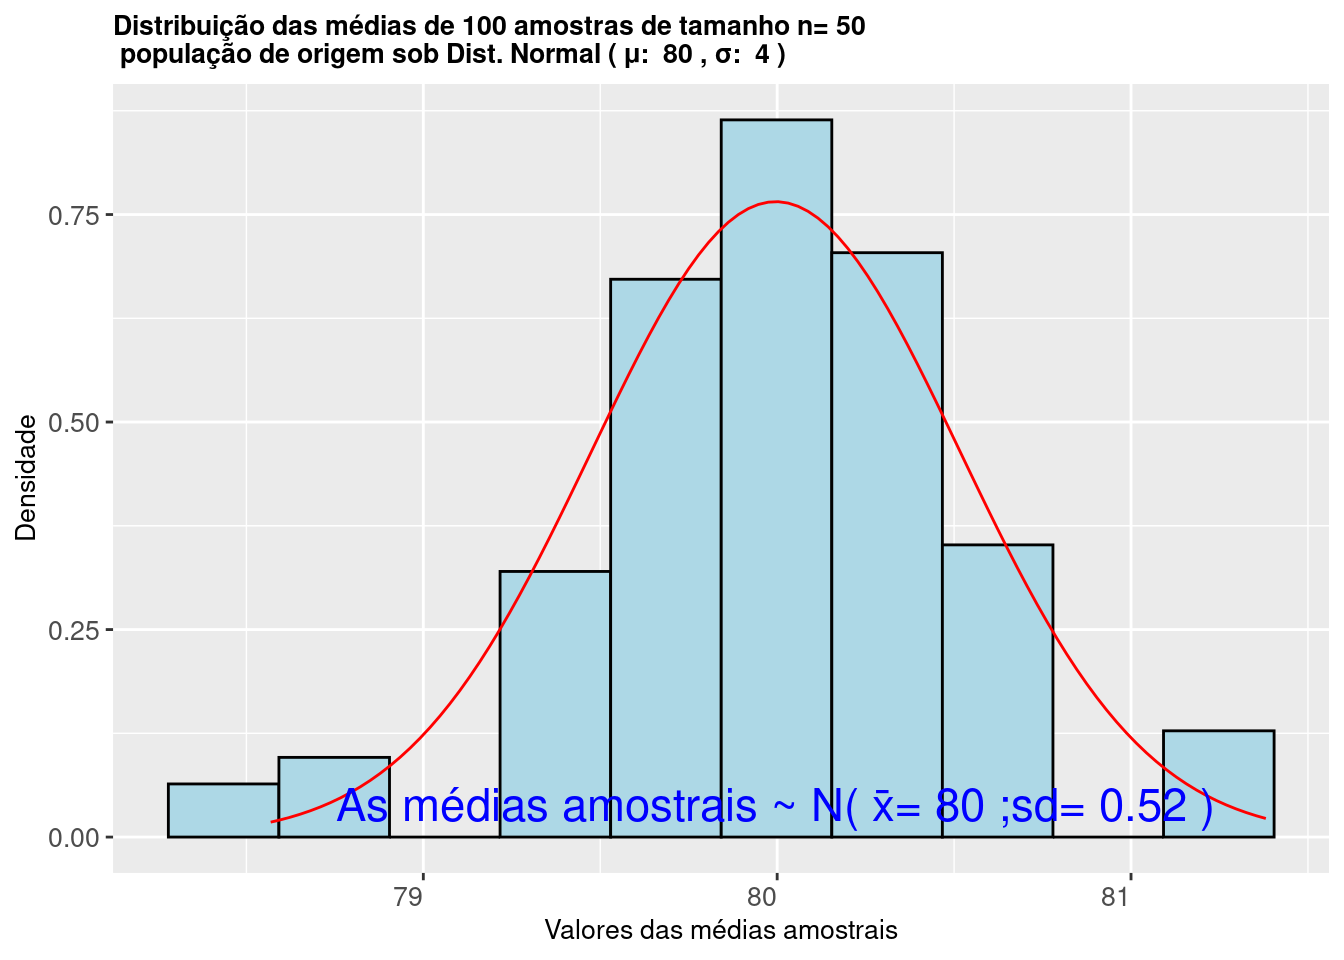 Distribuição das médias de 100 amostras de tamanho n= 50
população de origem sob Dist. Normal ( μ:  80 , σ:  4 )
Densidade
0.75
0.50
0.25
0.00
As médias amostrais ~ N( x̄= 80 ;sd= 0.52 )
79
80
81
Valores das médias amostrais